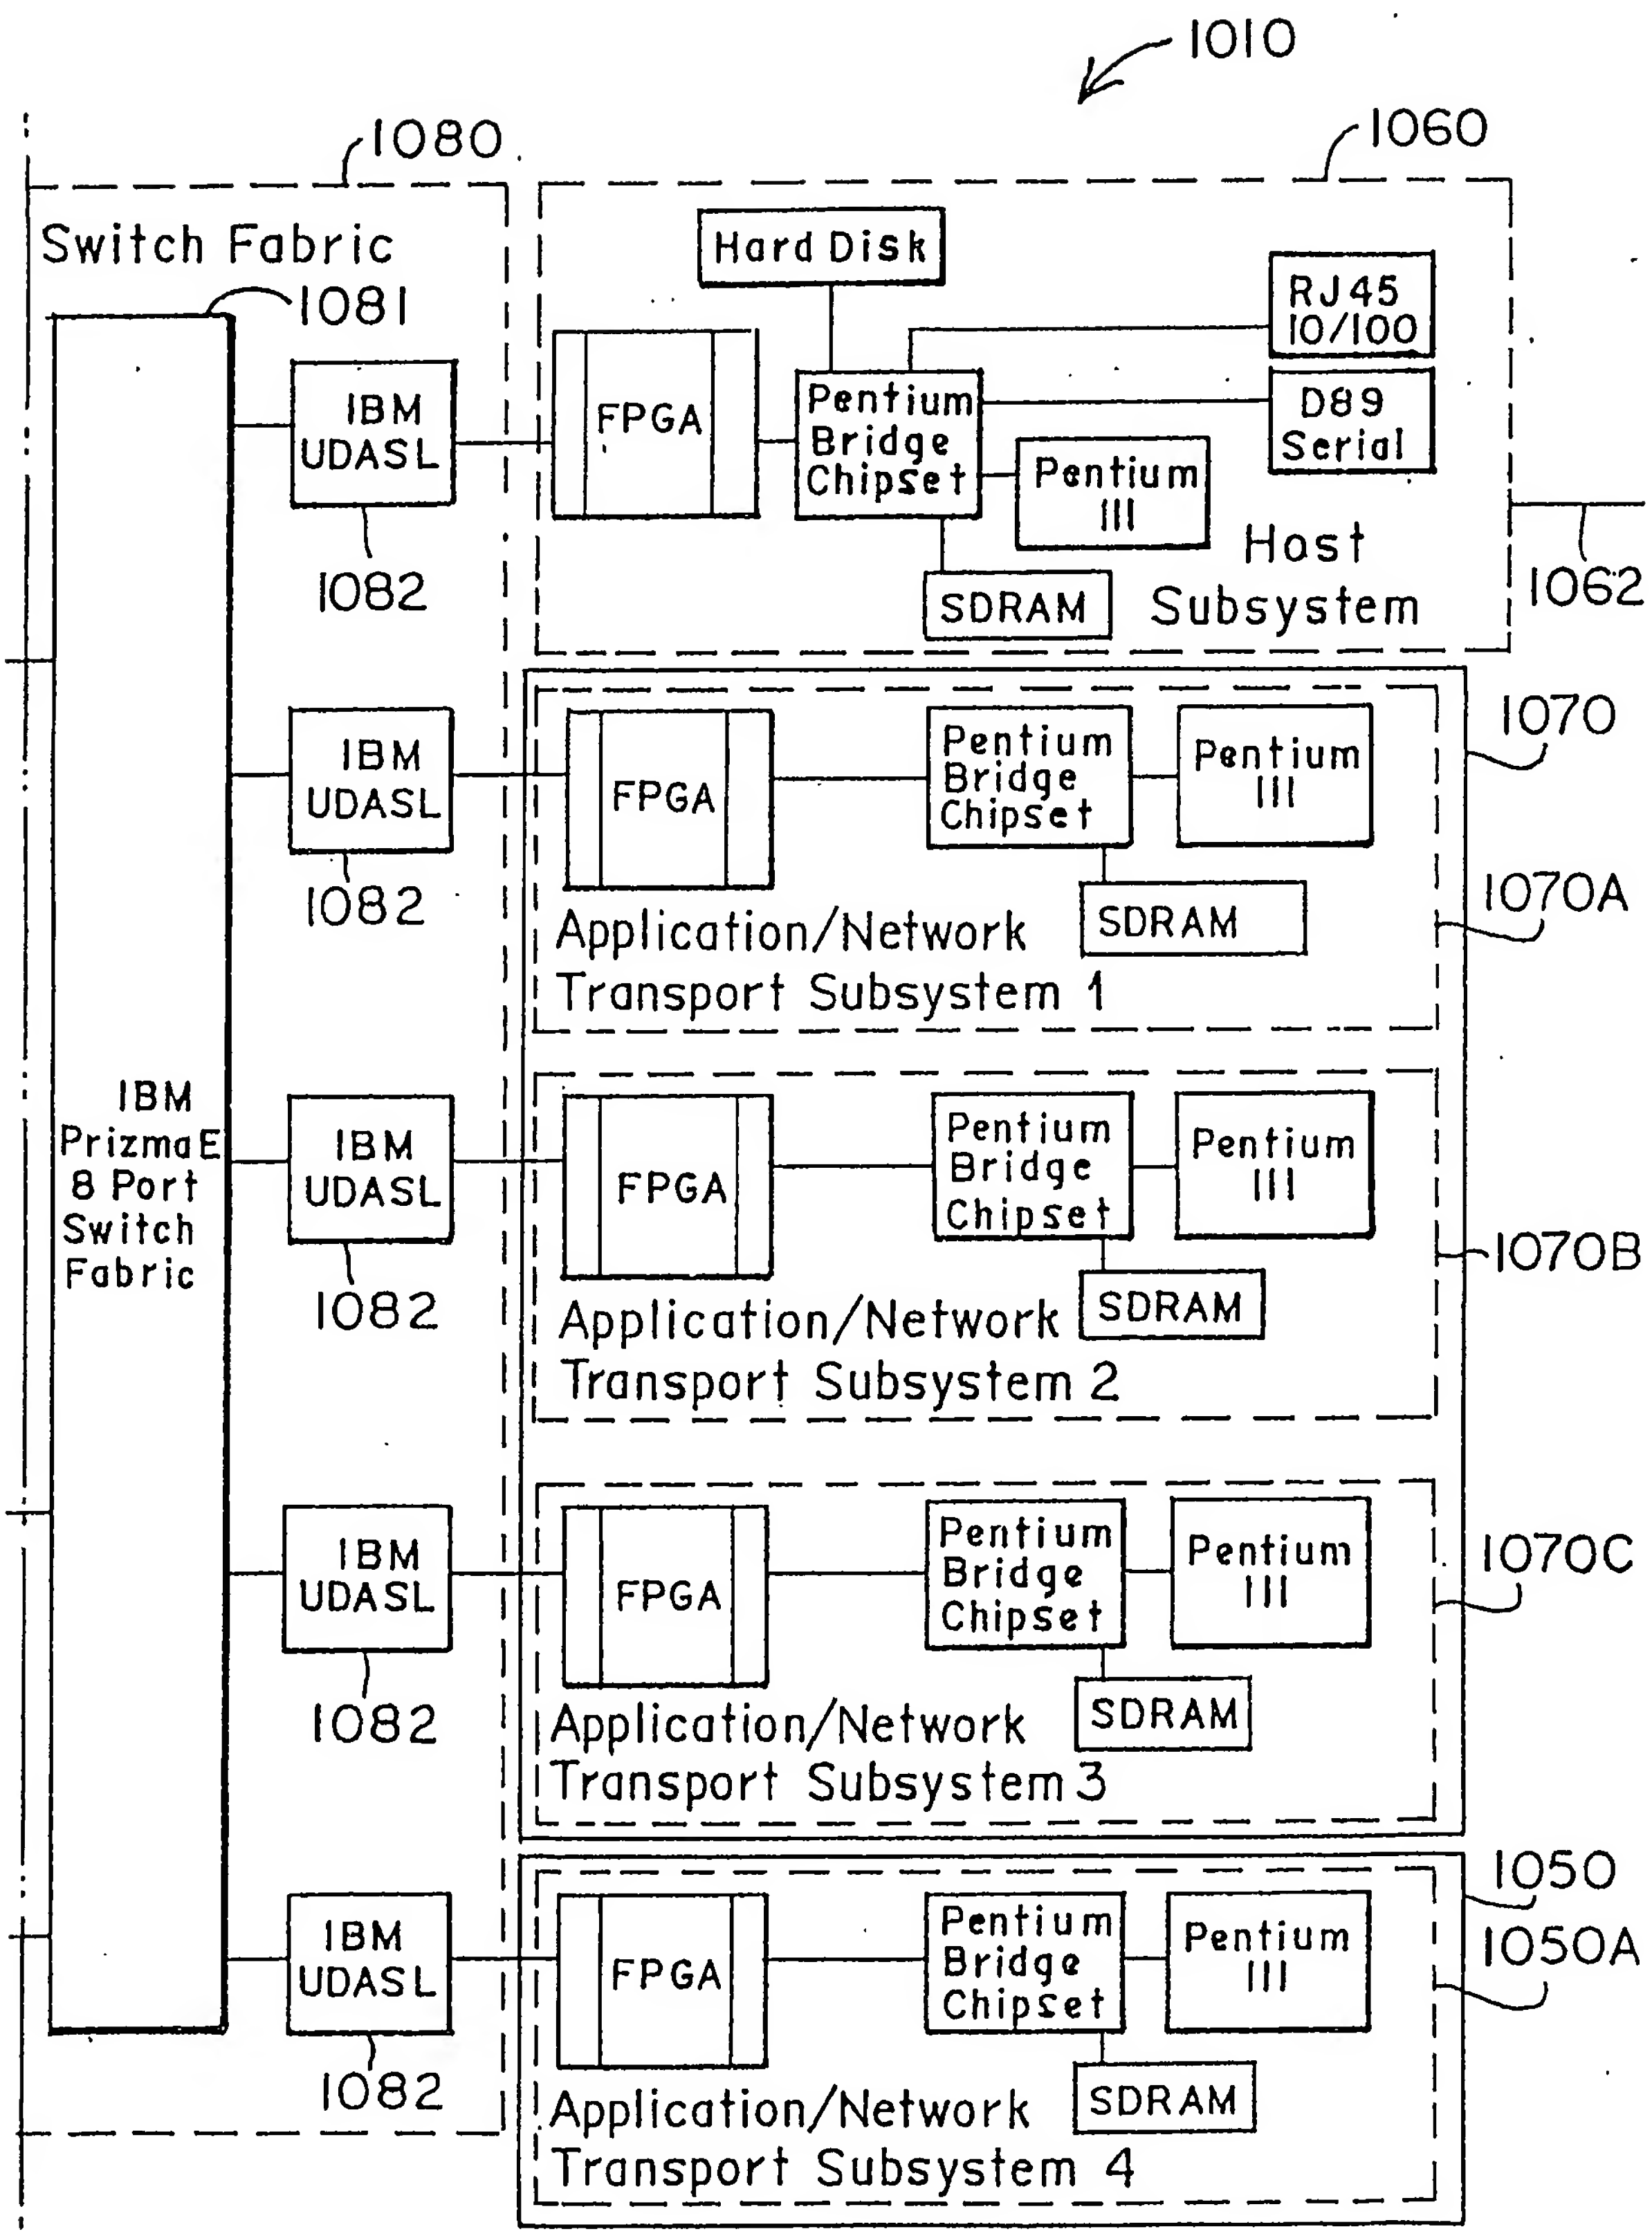 1010
1080
1060
Switch Fabric
1081
Hard Disk
RJ45
10/100
IBM
UDASL
FPGA
Pentium
Bridge
Chipset
D89
Serial
Pentium
III
1082
SDRAM
Host
Subsystem
1062
IBM
UDASL
1082
FPGA
Pentium
Bridge
Chipset
Pentium
III
1070
SDRAM
1070A
Application/Network
Transport Subsystem 1
IBM
PrizmaE
8 Port
Switch
Fabric
IBM
UDASL
1082
FPGA
Pentium
Bridge
Chipset
Pentium
III
1070B
SDRAM
Application/Network
Transport Subsystem 2
IBM
UDASL
1082
FPGA
Pentium
Bridge
Chipset
Pentium
III
1070C
SDRAM
Application/Network
Transport Subsystem 3
IBM
UDASL
1082
FPGA
Pentium
Bridge
Chipset
Pentium
III
1050
1050A
SDRAM
Application/Network
Transport Subsystem 4